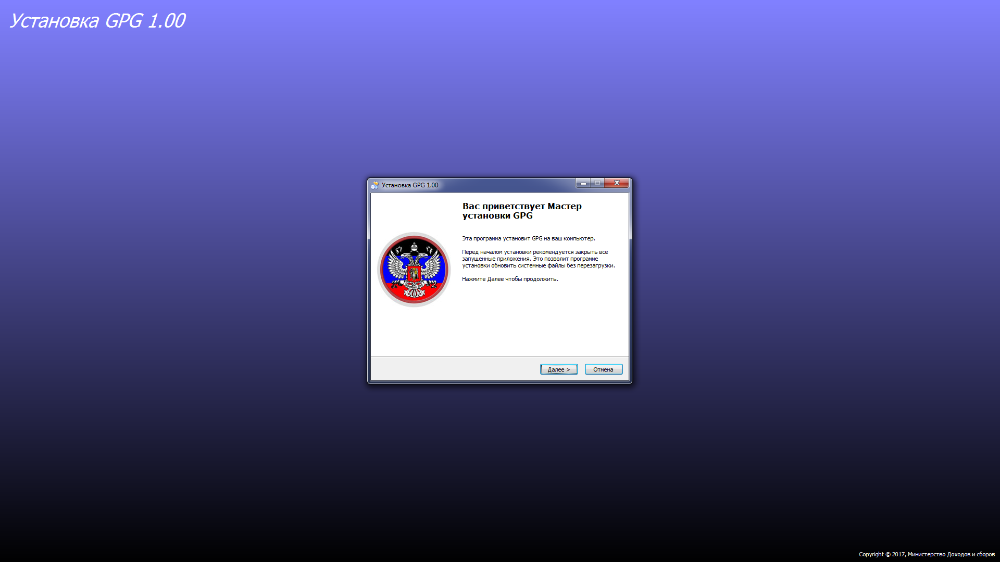 Установка GPG 1.00
Установка GPG 1.00
Вас приветствует Мастер
установки GPG
Эта программа установит GPG на ваш компьютер.
Перед началом установки рекомендуется закрыть все
запущенные приложения. Это позволит программе
установки обновить системные файлы без перезагрузки.
Нажмите Далее чтобы продолжить.
Далее >
Отмена
Copyright © 2017, Министерство Доходов и сборов